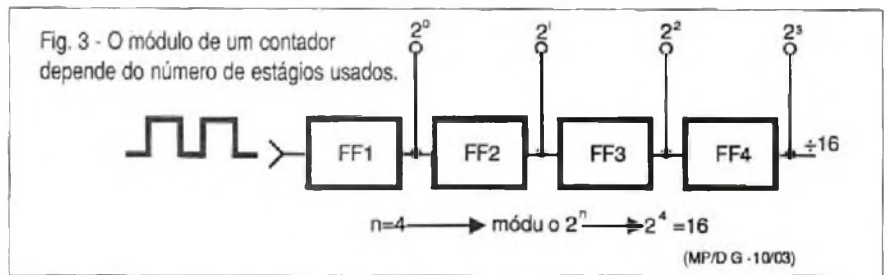 Fig. 3 - O módulo de um contador
depende do número de estágios usados.
2⁰ 2¹ 2² 2³
FF1 FF2 FF3 FF4 ÷16
n=4 módu o 2ⁿ 2⁴ =16
(MP/D G -10/03)